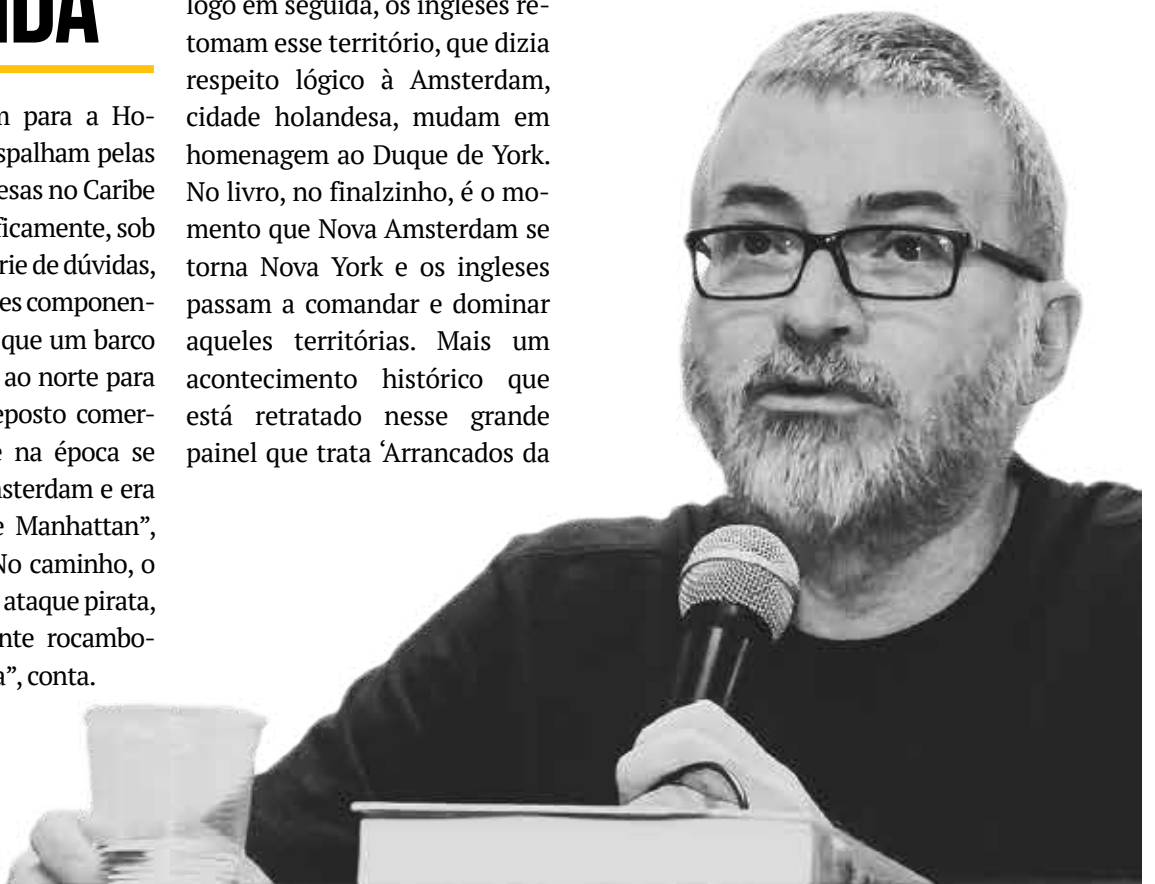 IDA
m para a Ho-
spalham pelas
esas no Caribe
ficamente, sob
rie de dúvidas,
es componen-
que um barco
ao norte para
eposto comer-
e na época se
msterdam e era
e Manhattan”,
No caminho, o
ataque pirata,
nte rocambo-
a”, conta.
logo em seguida, os ingleses re-
tomam esse território, que dizia
respeito lógico à Amsterdam,
cidade holandesa, mudam em
homenagem ao Duque de York.
No livro, no finalzinho, é o mo-
mento que Nova Amsterdam se
torna Nova York e os ingleses
passam a comandar e dominar
aqueles territórias. Mais um
acontecimento histórico que
está retratado nesse grande
painel que trata ‘Arrancados da